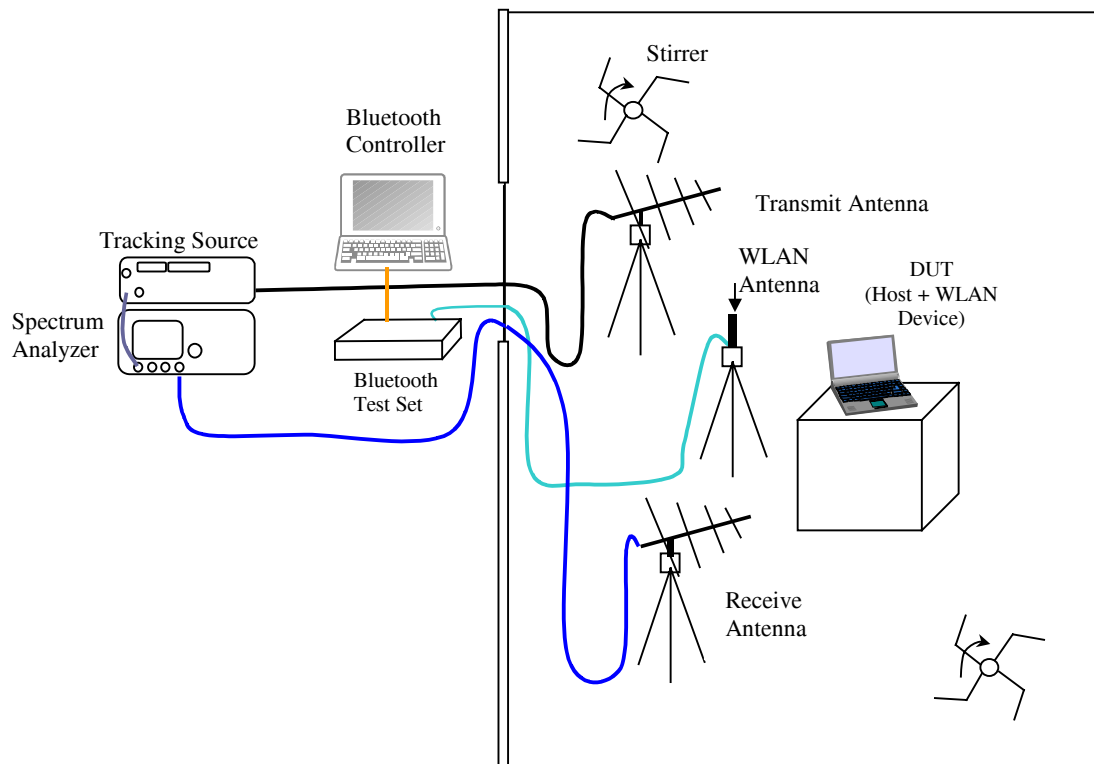 Stirrer
Bluetooth
Controller
Transmit Antenna
Tracking Source
WLAN
Antenna
DUT
(Host + WLAN
Device)
Spectrum
Analyzer
Bluetooth
Test Set
Receive
Antenna